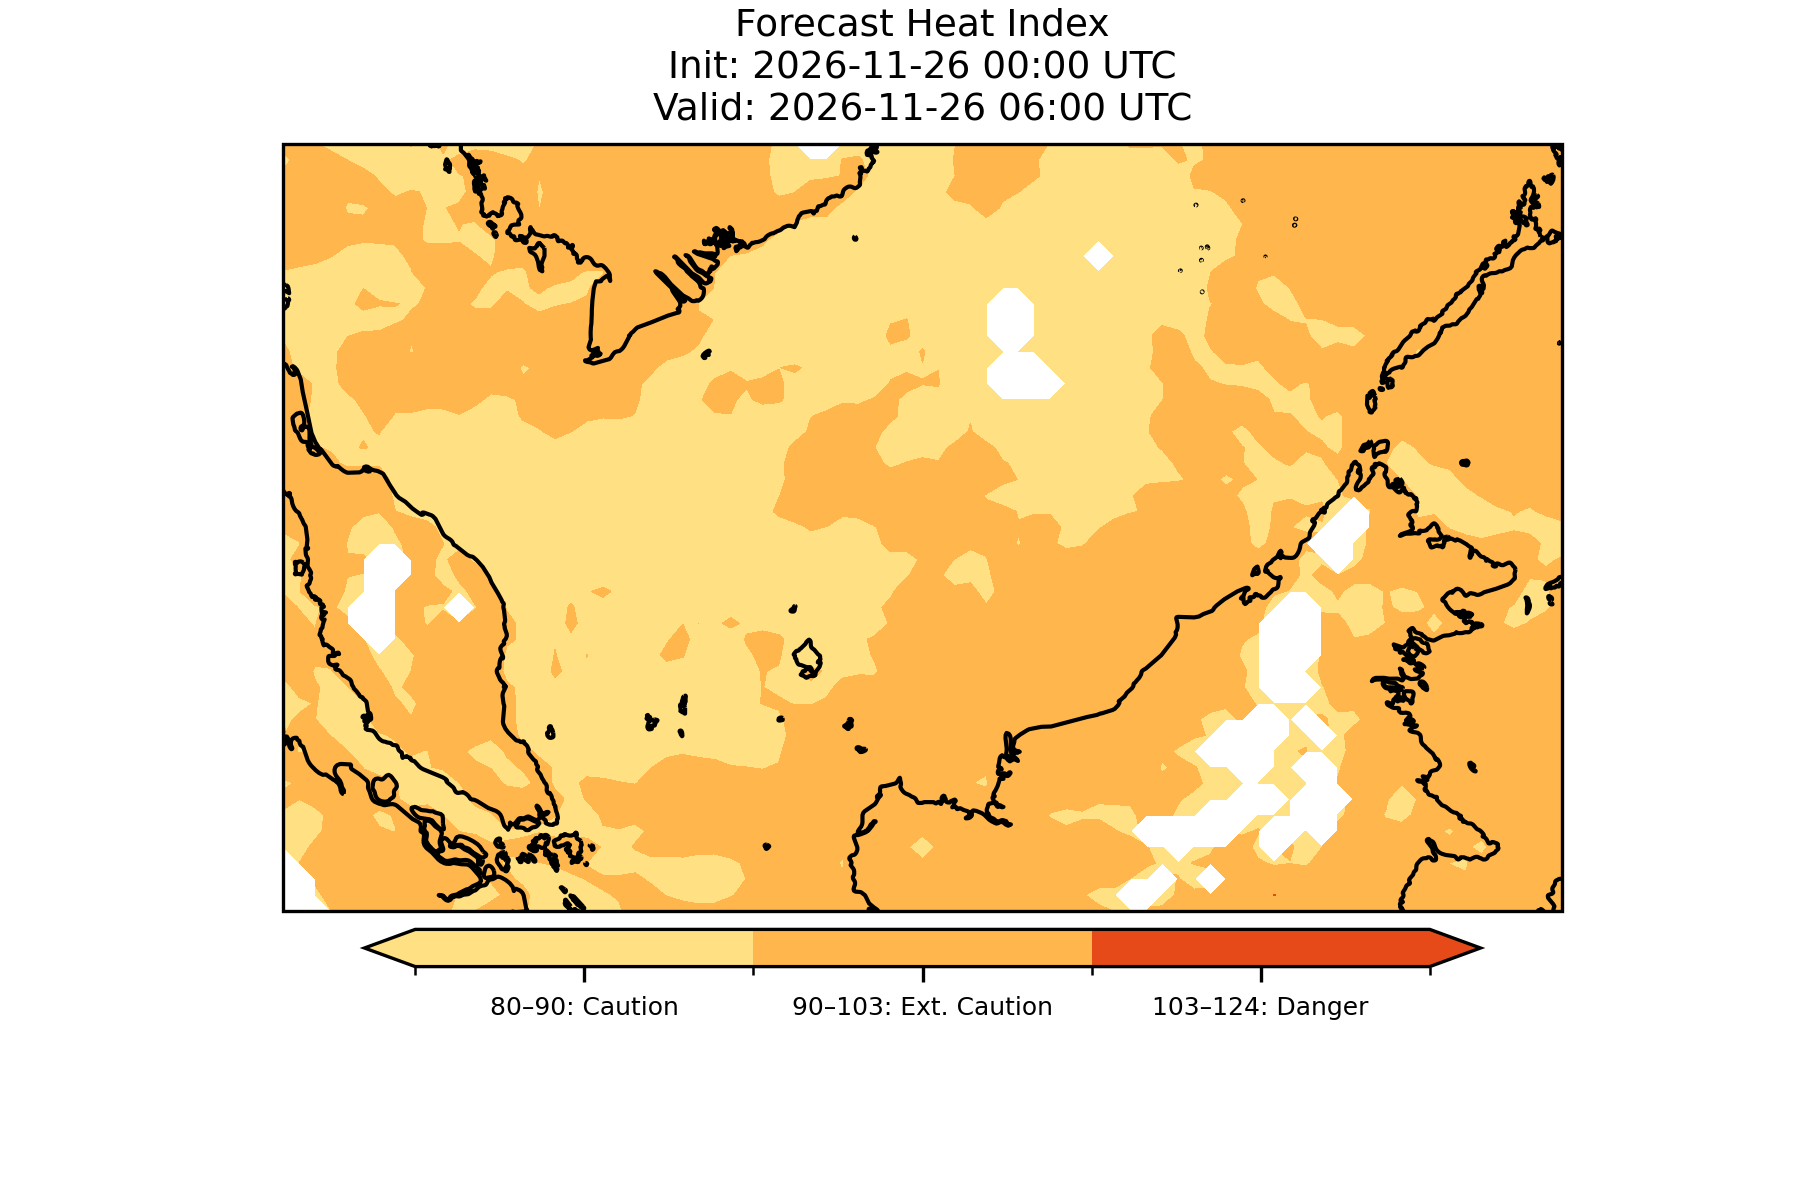 Forecast Heat Index
Init: 2026-11-26 00:00 UTC
Valid: 2026-11-26 06:00 UTC
80–90: Caution
90–103: Ext. Caution
103–124: Danger